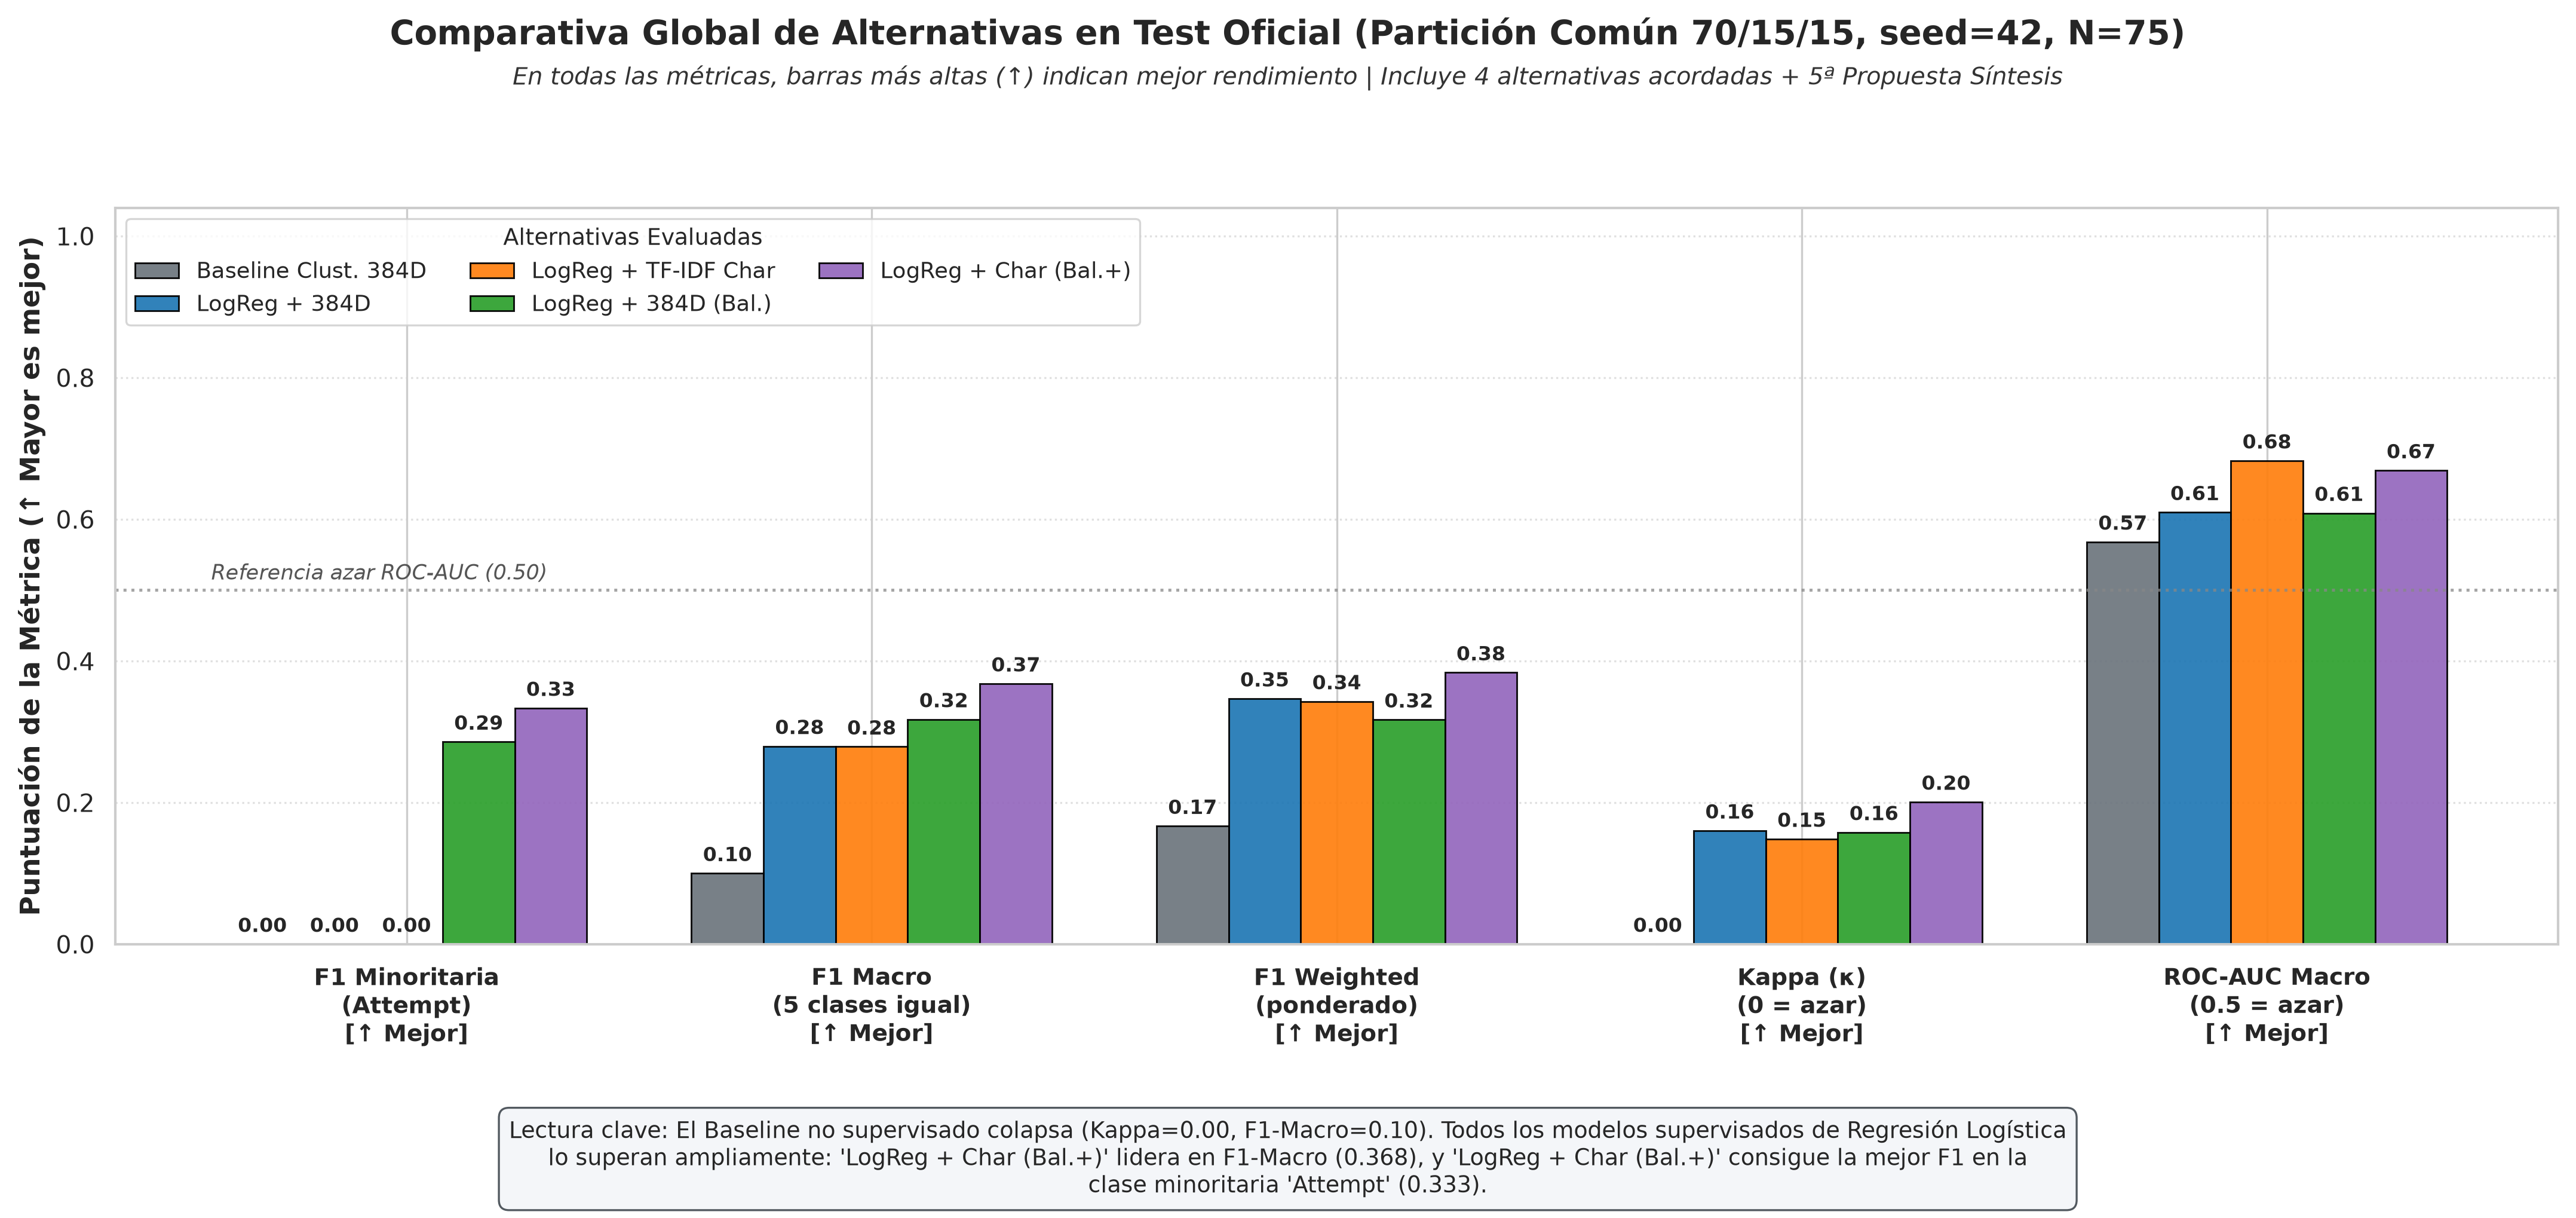 Comparativa Global de Alternativas en Test Oficial (Partición Común 70/15/15, seed=42, N=75)
En todas las métricas, barras más altas (↑) indican mejor rendimiento | Incluye 4 alternativas acordadas + 5ª Propuesta Síntesis
Puntuación de la Métrica (↑ Mayor es mejor)
1.0
0.8
0.6
0.4
0.2
0.0
Alternativas Evaluadas
Baseline Clust. 384D
LogReg + 384D
LogReg + TF-IDF Char
LogReg + 384D (Bal.)
LogReg + Char (Bal.+)
Referencia azar ROC-AUC (0.50)
0.00 0.00 0.00 0.29 0.33
0.10 0.28 0.28 0.32 0.37
0.17 0.35 0.34 0.32 0.38
0.00 0.16 0.15 0.16 0.20
0.57 0.61 0.68 0.61 0.67
F1 Minoritaria
(Attempt)
[↑ Mejor]
F1 Macro
(5 clases igual)
[↑ Mejor]
F1 Weighted
(ponderado)
[↑ Mejor]
Kappa (κ)
(0 = azar)
[↑ Mejor]
ROC-AUC Macro
(0.5 = azar)
[↑ Mejor]
Lectura clave: El Baseline no supervisado colapsa (Kappa=0.00, F1-Macro=0.10). Todos los modelos supervisados de Regresión Logística
lo superan ampliamente: 'LogReg + Char (Bal.+)' lidera en F1-Macro (0.368), y 'LogReg + Char (Bal.+)' consigue la mejor F1 en la
clase minoritaria 'Attempt' (0.333).